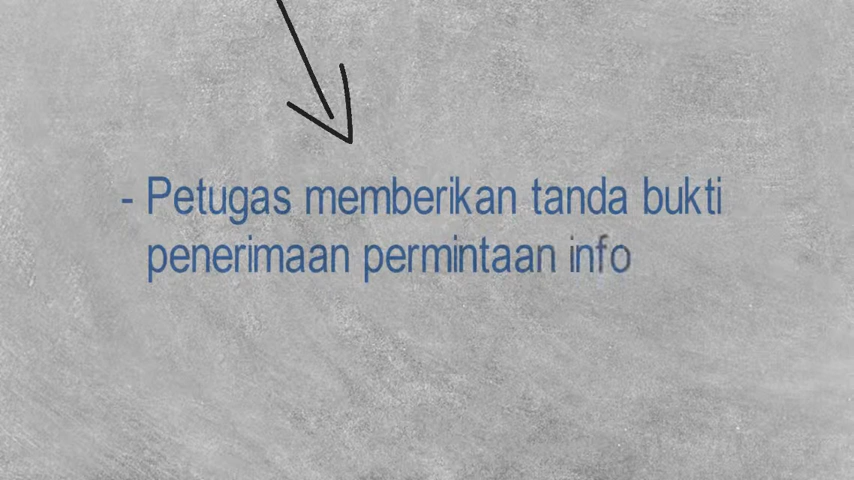 - Petugas memberikan tanda bukti
penerimaan permintaan info